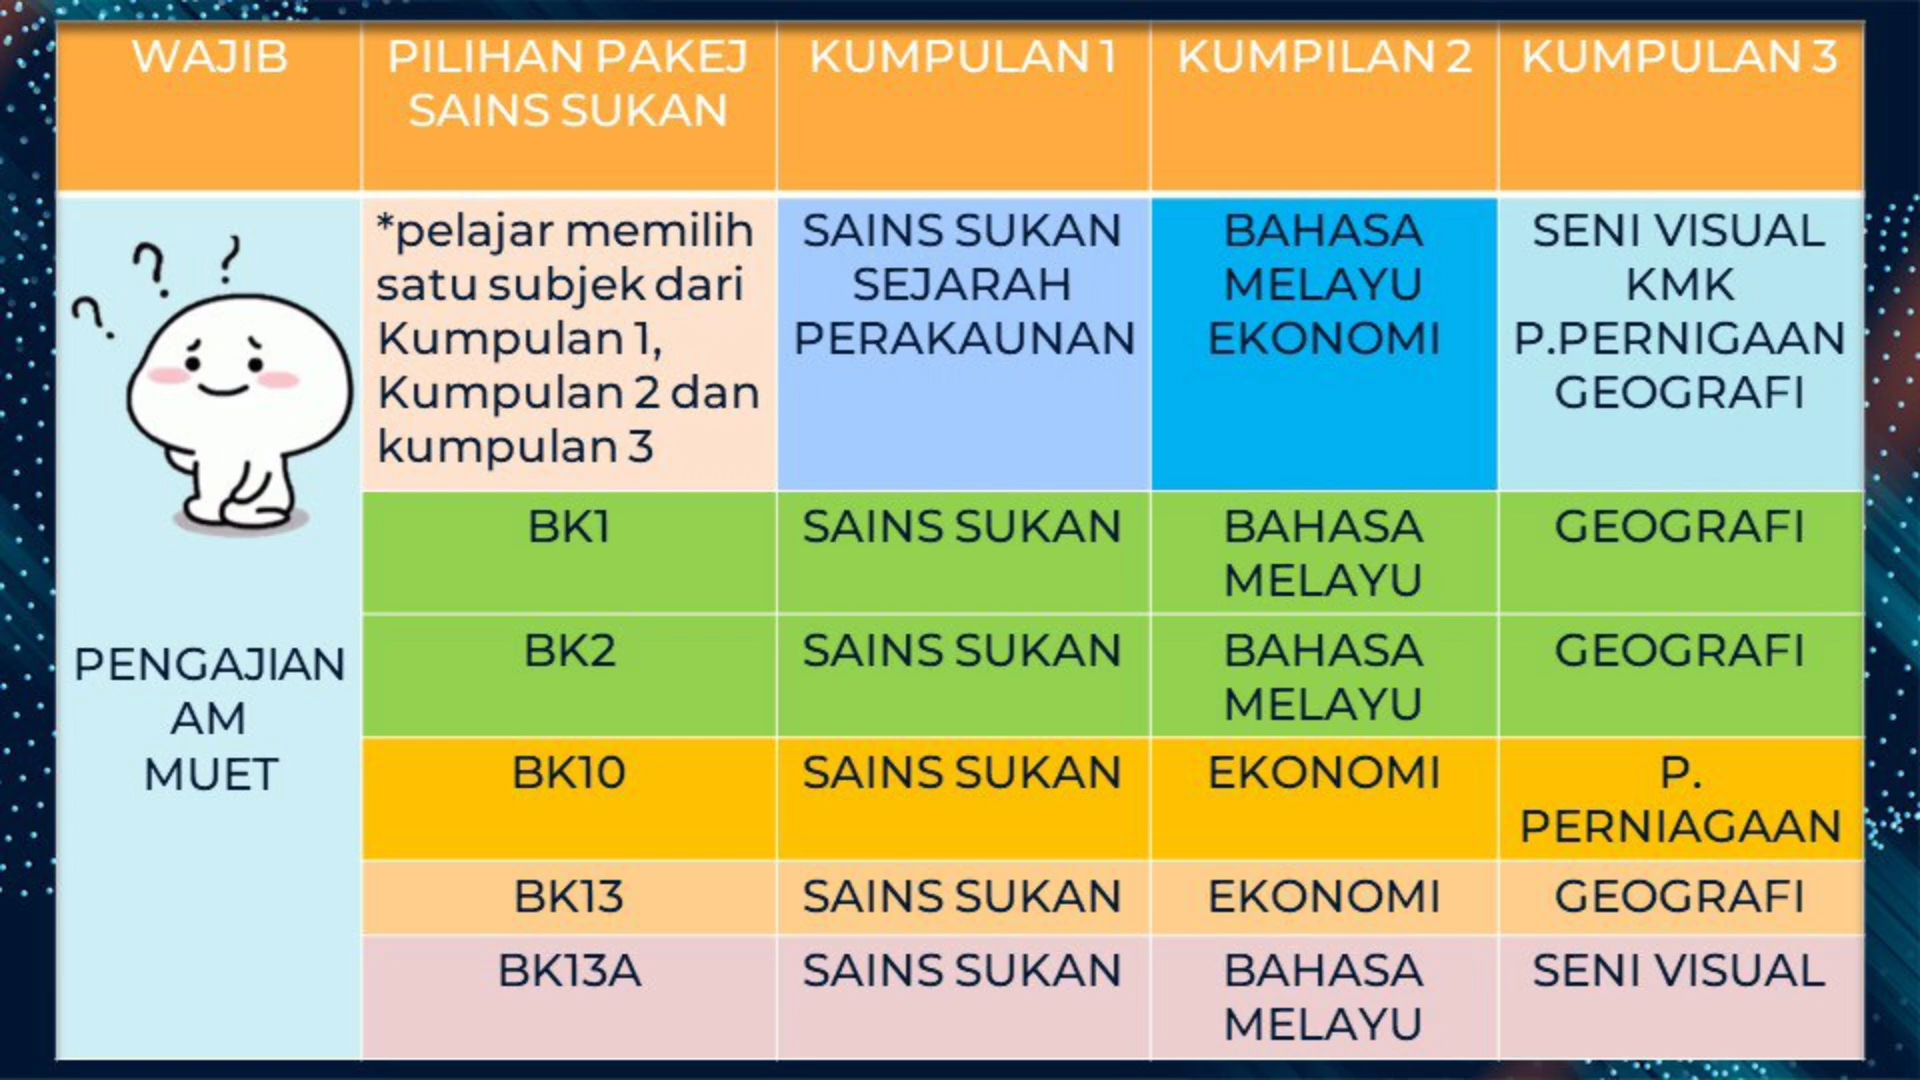 WAJIB
PILIHAN PAKEJ
SAINS SUKAN
KUMPULAN 1
KUMPILAN 2
KUMPULAN 3
? ? ?
PENGAJIAN
AM
MUET
*pelajar memilih
satu subjek dari
Kumpulan 1,
Kumpulan 2 dan
kumpulan 3
SAINS SUKAN
SEJARAH
PERAKAUNAN
BAHASA
MELAYU
EKONOMI
SENI VISUAL
KMK
P.PERNIGAAN
GEOGRAFI
BK1
SAINS SUKAN
BAHASA
MELAYU
GEOGRAFI
BK2
SAINS SUKAN
BAHASA
MELAYU
GEOGRAFI
BK10
SAINS SUKAN
EKONOMI
P.
PERNIAGAAN
BK13
SAINS SUKAN
EKONOMI
GEOGRAFI
BK13A
SAINS SUKAN
BAHASA
MELAYU
SENI VISUAL